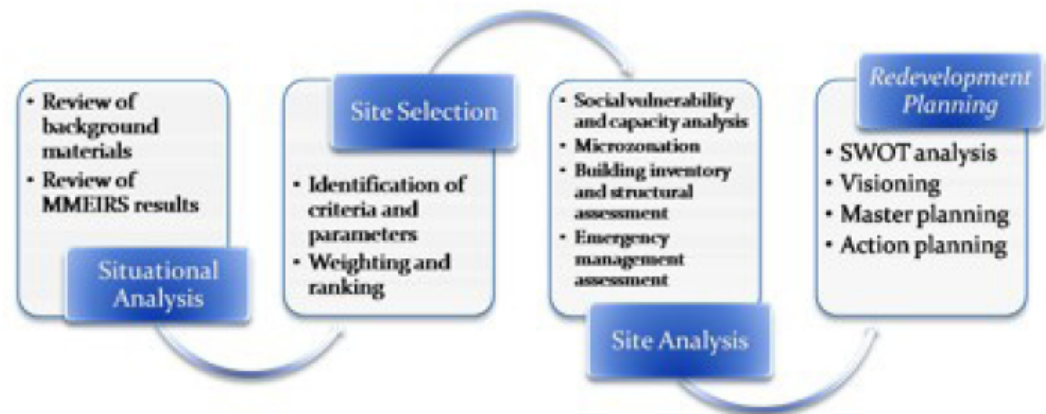 • Review of
background
materials
• Review of
MMEIRS results
Situational
Analysis
Site Selection
• Identification of
criteria and
parameters
• Weighting and
ranking
• Social vulnerability
and capacity analysis
• Microzonation
• Building inventory
and structural
assessment
• Emergency
management
assessment
Site Analysis
Redevelopment
Planning
• SWOT analysis
• Visioning
• Master planning
• Action planning